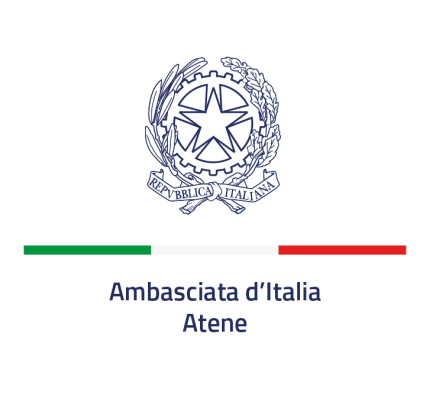 REPVBBLICA ITALIANA
Ambasciata d'Italia
Atene